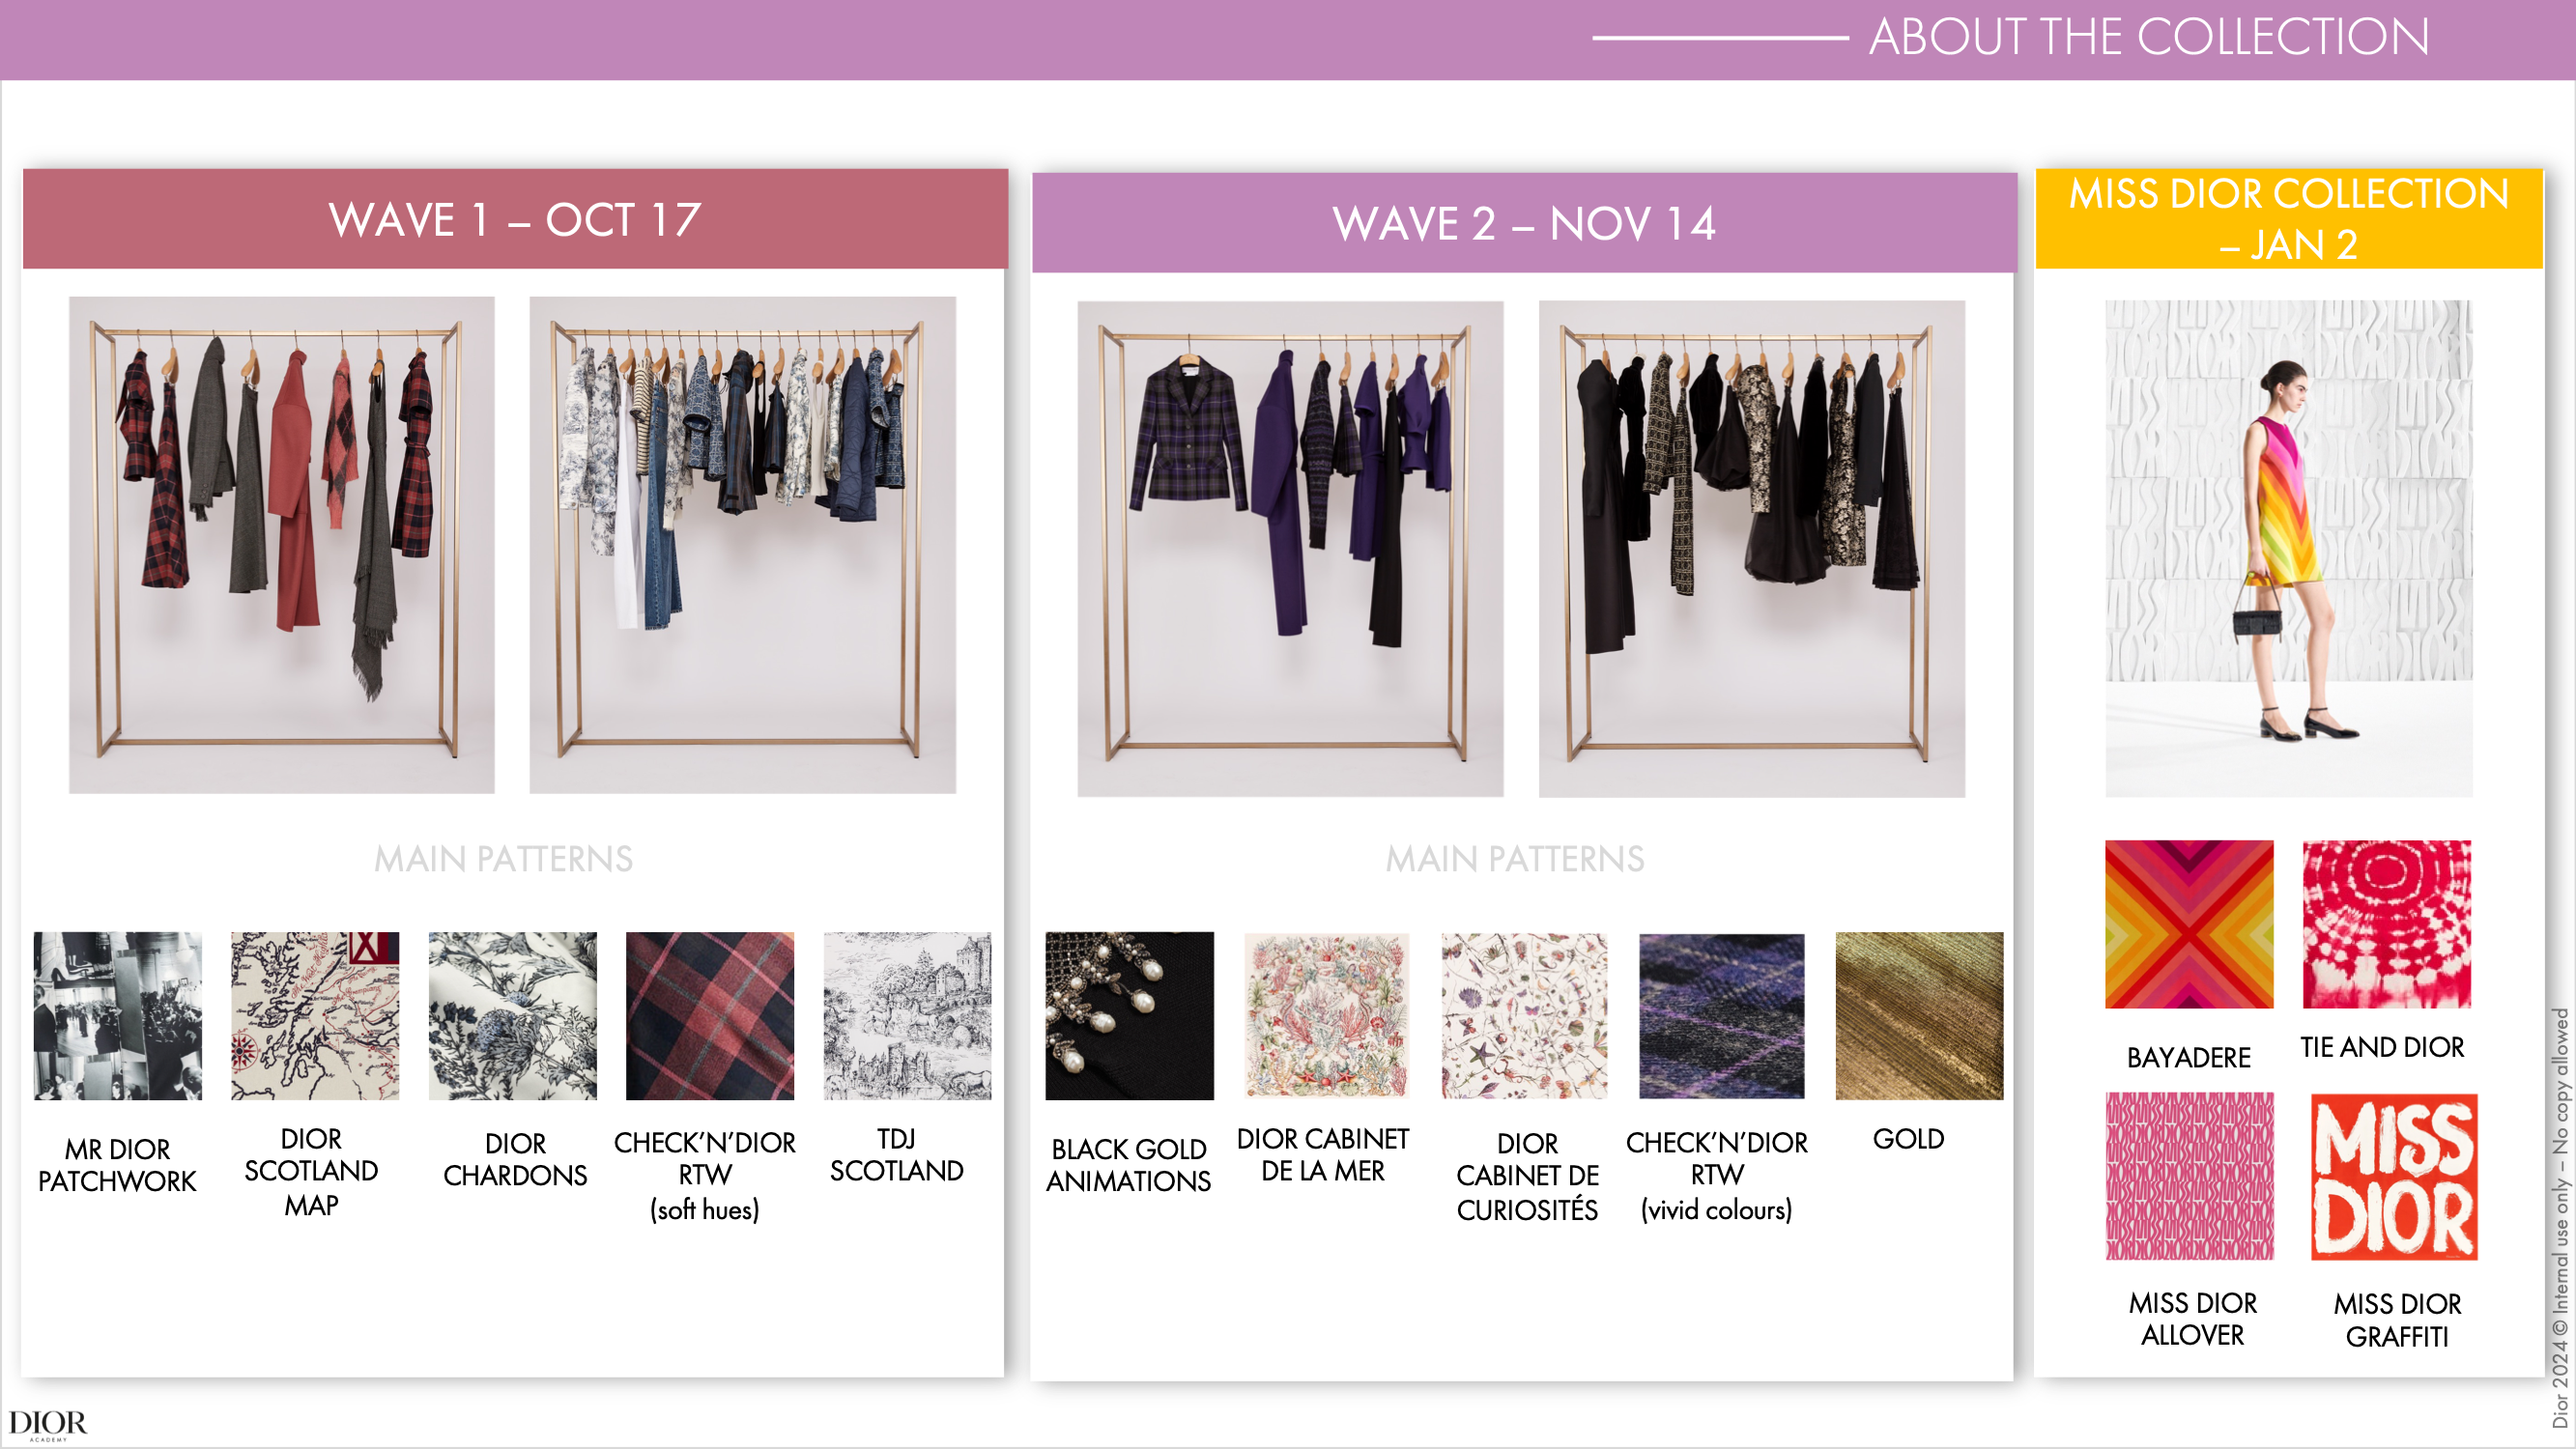 ABOUT THE COLLECTION
WAVE 1 – OCT 17
MAIN PATTERNS
MR DIOR
PATCHWORK
DIOR
SCOTLAND
MAP
DIOR
CHARDONS
CHECK’N’DIOR
RTW
(soft hues)
TDJ
SCOTLAND
WAVE 2 – NOV 14
MAIN PATTERNS
BLACK GOLD
ANIMATIONS
DIOR CABINET
DE LA MER
DIOR
CABINET DE
CURIOSITÉS
CHECK’N’DIOR
RTW
(vivid colours)
GOLD
MISS DIOR COLLECTION
– JAN 2
BAYADERE
TIE AND DIOR
MISS
DIOR
MISS DIOR
ALLOVER
MISS DIOR
GRAFFITI
Dior 2024 © Internal use only – No copy allowed
DIOR
ACADEMY